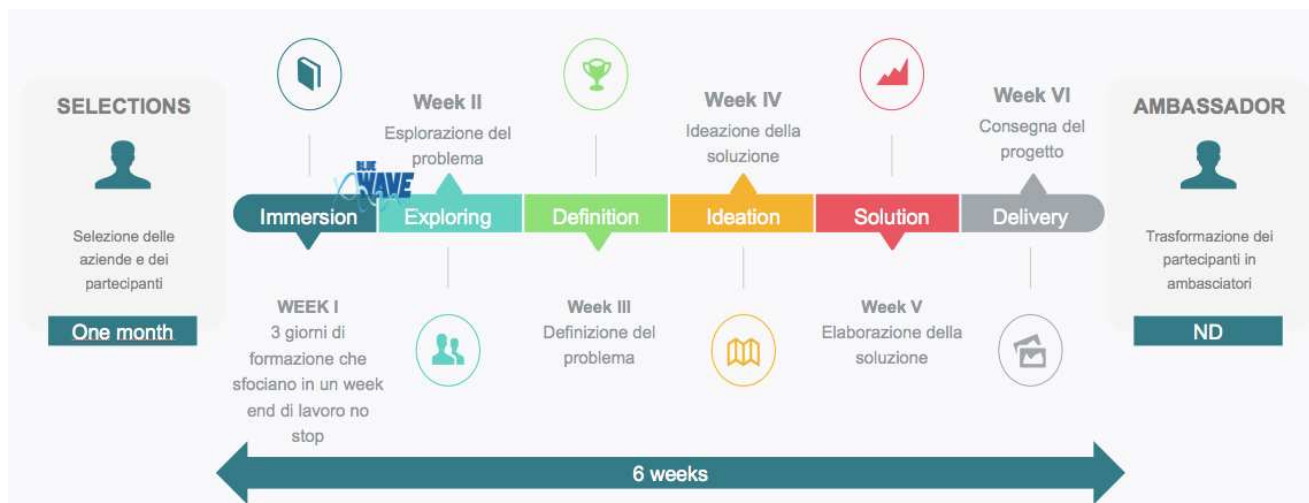 SELECTIONS
Selezione delle
aziende e dei
partecipanti
One month
Immersion
WEEK I
3 giorni di
formazione che
sfociano in un week
end di lavoro no
stop
BLUE
WAVE
Week II
Esplorazione del
problema
Exploring
Definition
Week III
Definizione del
problema
Week IV
Ideazione della
soluzione
Ideation
Solution
Week V
Elaborazione della
soluzione
Week VI
Consegna del
progetto
Delivery
AMBASSADOR
Trasformazione dei
partecipanti in
ambasciatori
ND
6 weeks